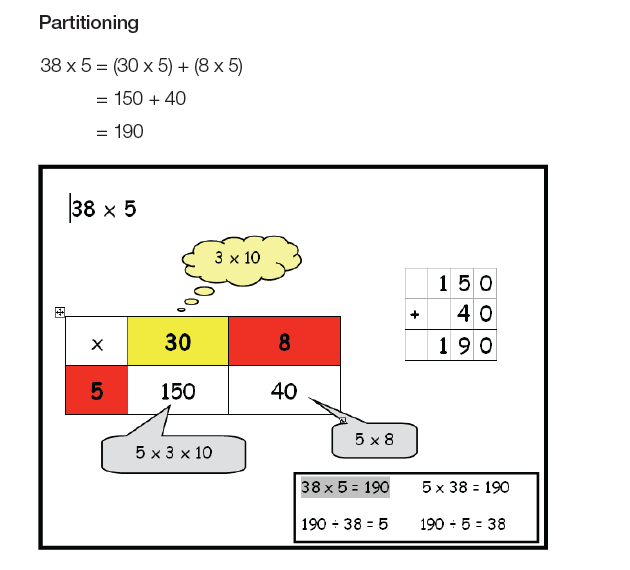 Partitioning
38 x 5 = (30 x 5) + (8 x 5)
= 150 + 40
= 190
38 × 5
3 × 10
× 30 8
5 150 40
5 x 3 x 10
5 x 8
150
+ 40
190
38 x 5 = 190 5 x 38 = 190
190 ÷ 38 = 5 190 ÷ 5 = 38